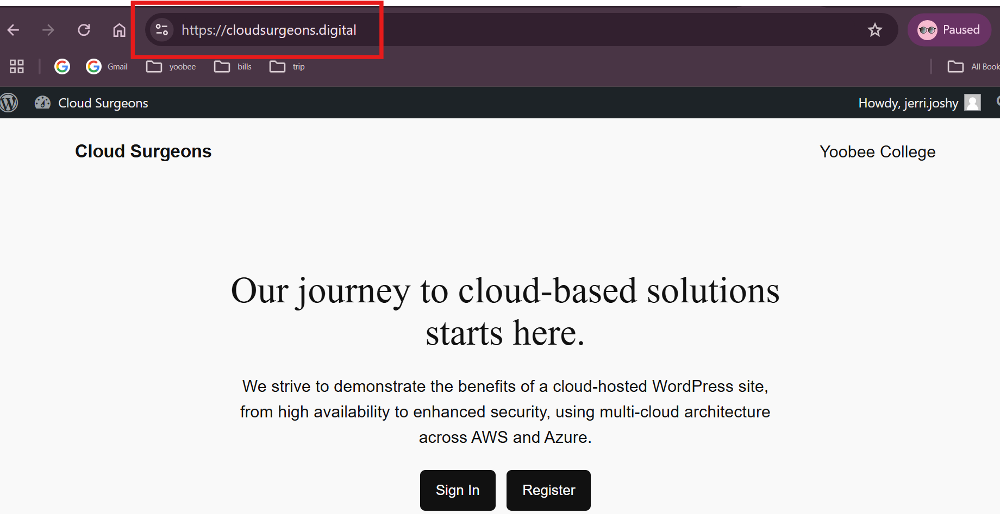 https://cloudsurgeons.digital
Paused
Gmail
yoobee
bills
trip
All Book
Cloud Surgeons
Howdy, jerri.joshy
Cloud Surgeons
Yoobee College
Our journey to cloud-based solutions
starts here.
We strive to demonstrate the benefits of a cloud-hosted WordPress site,
from high availability to enhanced security, using multi-cloud architecture
across AWS and Azure.
Sign In
Register